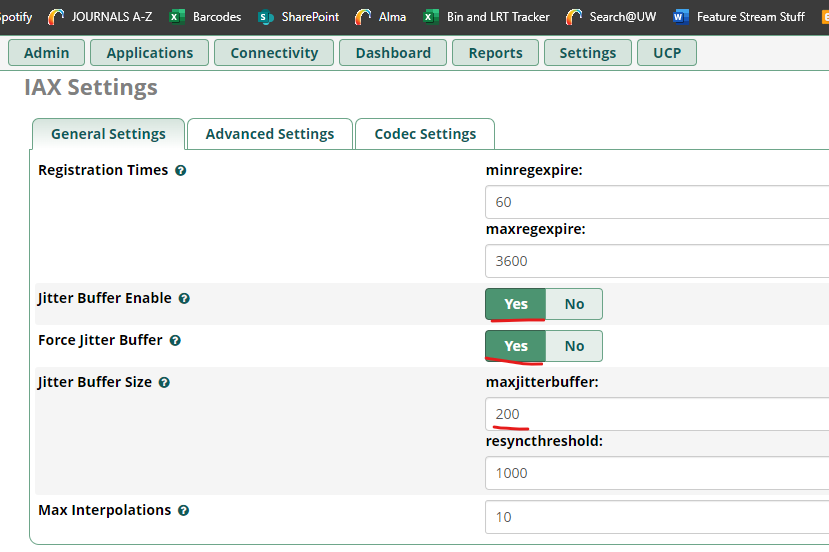 potify JOURNALS A-Z Barcodes SharePoint Alma Bin and LRT Tracker Search@UW Feature Stream Stuff
Admin Applications Connectivity Dashboard Reports Settings UCP
IAX Settings
General Settings Advanced Settings Codec Settings
Registration Times minregexpire:
60
maxregexpire:
3600
Jitter Buffer Enable Yes No
Force Jitter Buffer Yes No
Jitter Buffer Size maxjitterbuffer:
200
resyncthreshold:
1000
Max Interpolations 10